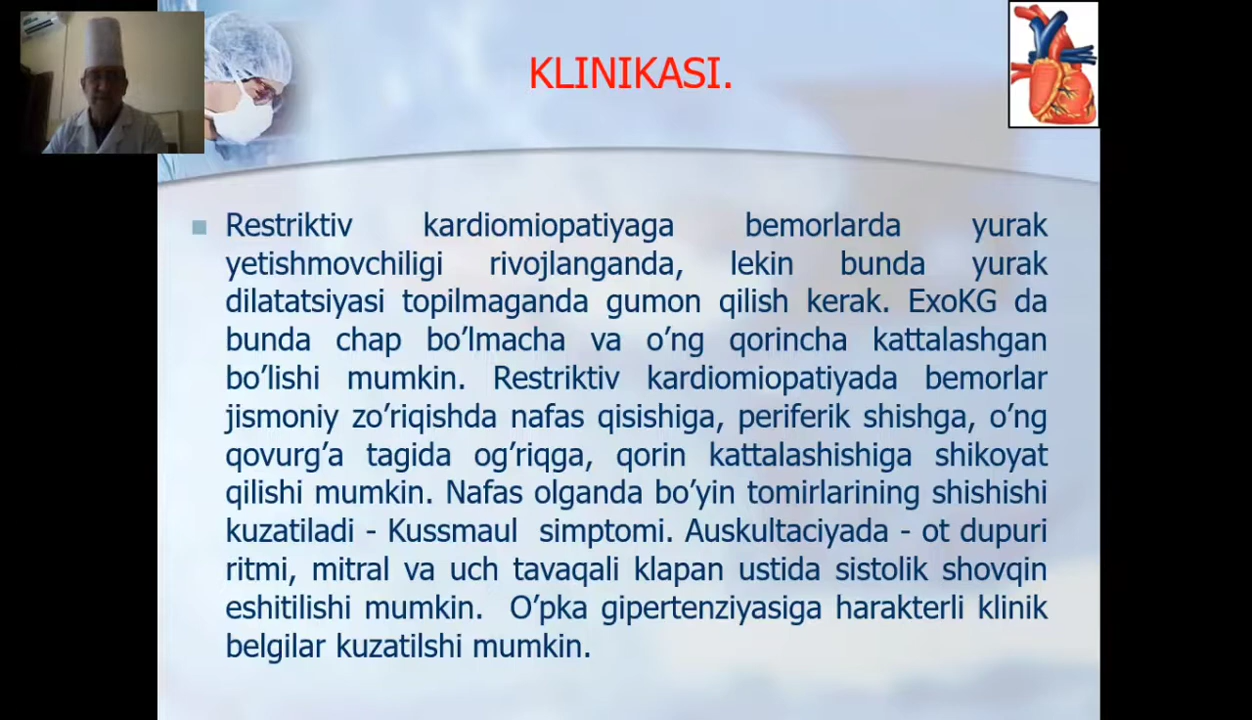 KLINIKASI.
Restriktiv kardiomiopatiyaga bemorlarda yurak
yetishmovchiligi rivojlanganda, lekin bunda yurak
dilatatsiyasi topilmaganda gumon qilish kerak. ExoKG da
bunda chap bo’lmacha va o’ng qorincha kattalashgan
bo’lishi mumkin. Restriktiv kardiomiopatiyada bemorlar
jismoniy zo’riqishda nafas qisishiga, periferik shishga, o’ng
qovurg’a tagida og’riqga, qorin kattalashishiga shikoyat
qilishi mumkin. Nafas olganda bo’yin tomirlarining shishishi
kuzatiladi - Kussmaul simptomi. Auskultaciyada - ot dupuri
ritmi, mitral va uch tavaqali klapan ustida sistolik shovqin
eshitilishi mumkin. O’pka gipertenziyasiga harakterli klinik
belgilar kuzatilshi mumkin.